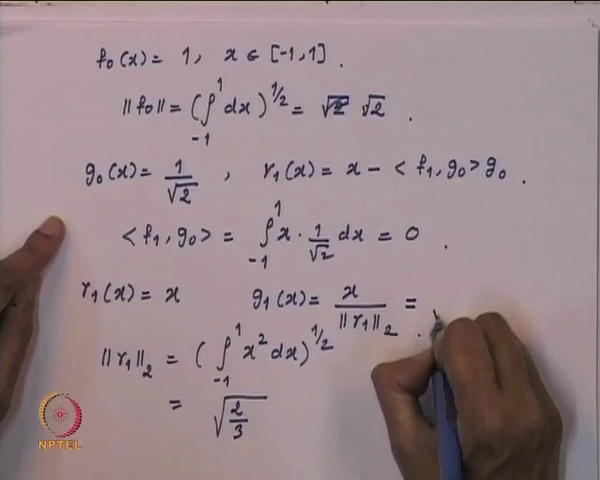 f₀(x) = 1, x ∈ [-1, 1].
||f₀|| = (∫₋₁¹ dx)^{1/2} = √2 √2.
g₀(x) = 1/√2, r₁(x) = x - <f₁, g₀> g₀.
<f₁, g₀> = ∫₋₁¹ x · 1/√2 dx = 0.
r₁(x) = x g₁(x) = x/||r₁||₂ =
||r₁||₂ = (∫₋₁¹ x² dx)^{1/2}.
= √(2/3)
NPTEL